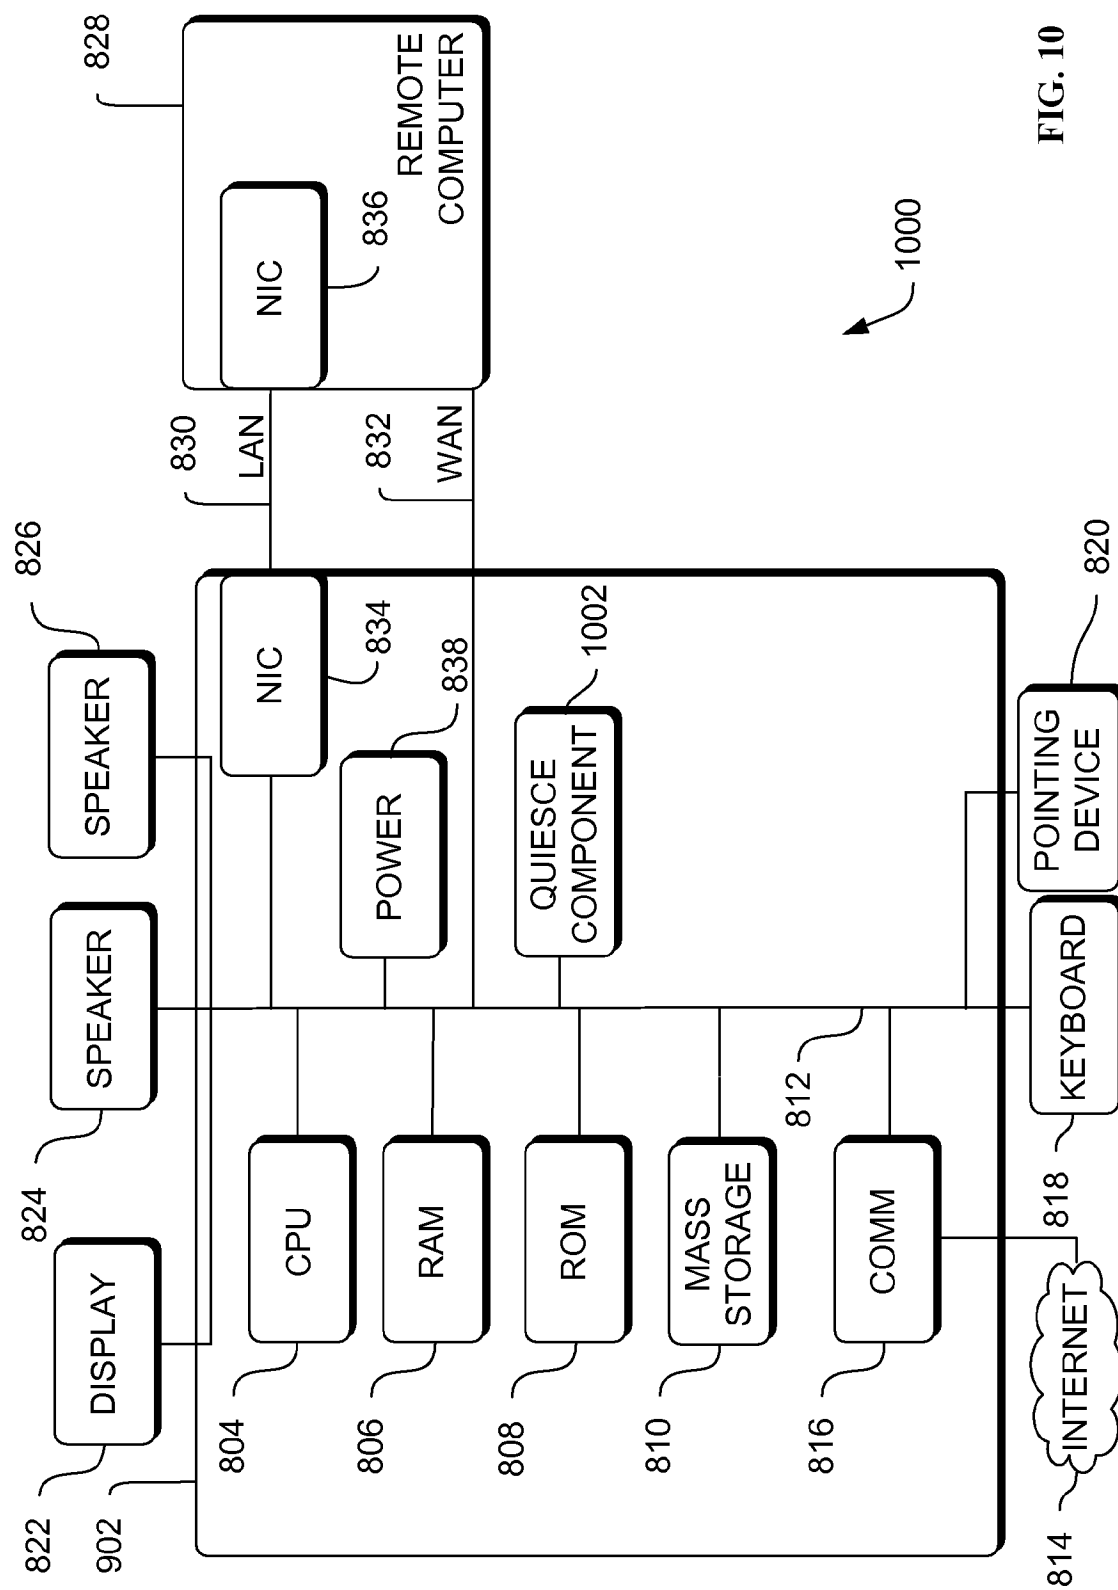 822
902
DISPLAY
824
SPEAKER
826
SPEAKER
828
804
CPU
NIC
834
830
LAN
NIC
836
REMOTE
COMPUTER
806
RAM
POWER
838
832
WAN
808
ROM
QUIESCE
COMPONENT
1002
810
MASS
STORAGE
816
COMM
812
814
INTERNET
818
KEYBOARD
POINTING
DEVICE
820
1000
FIG. 10